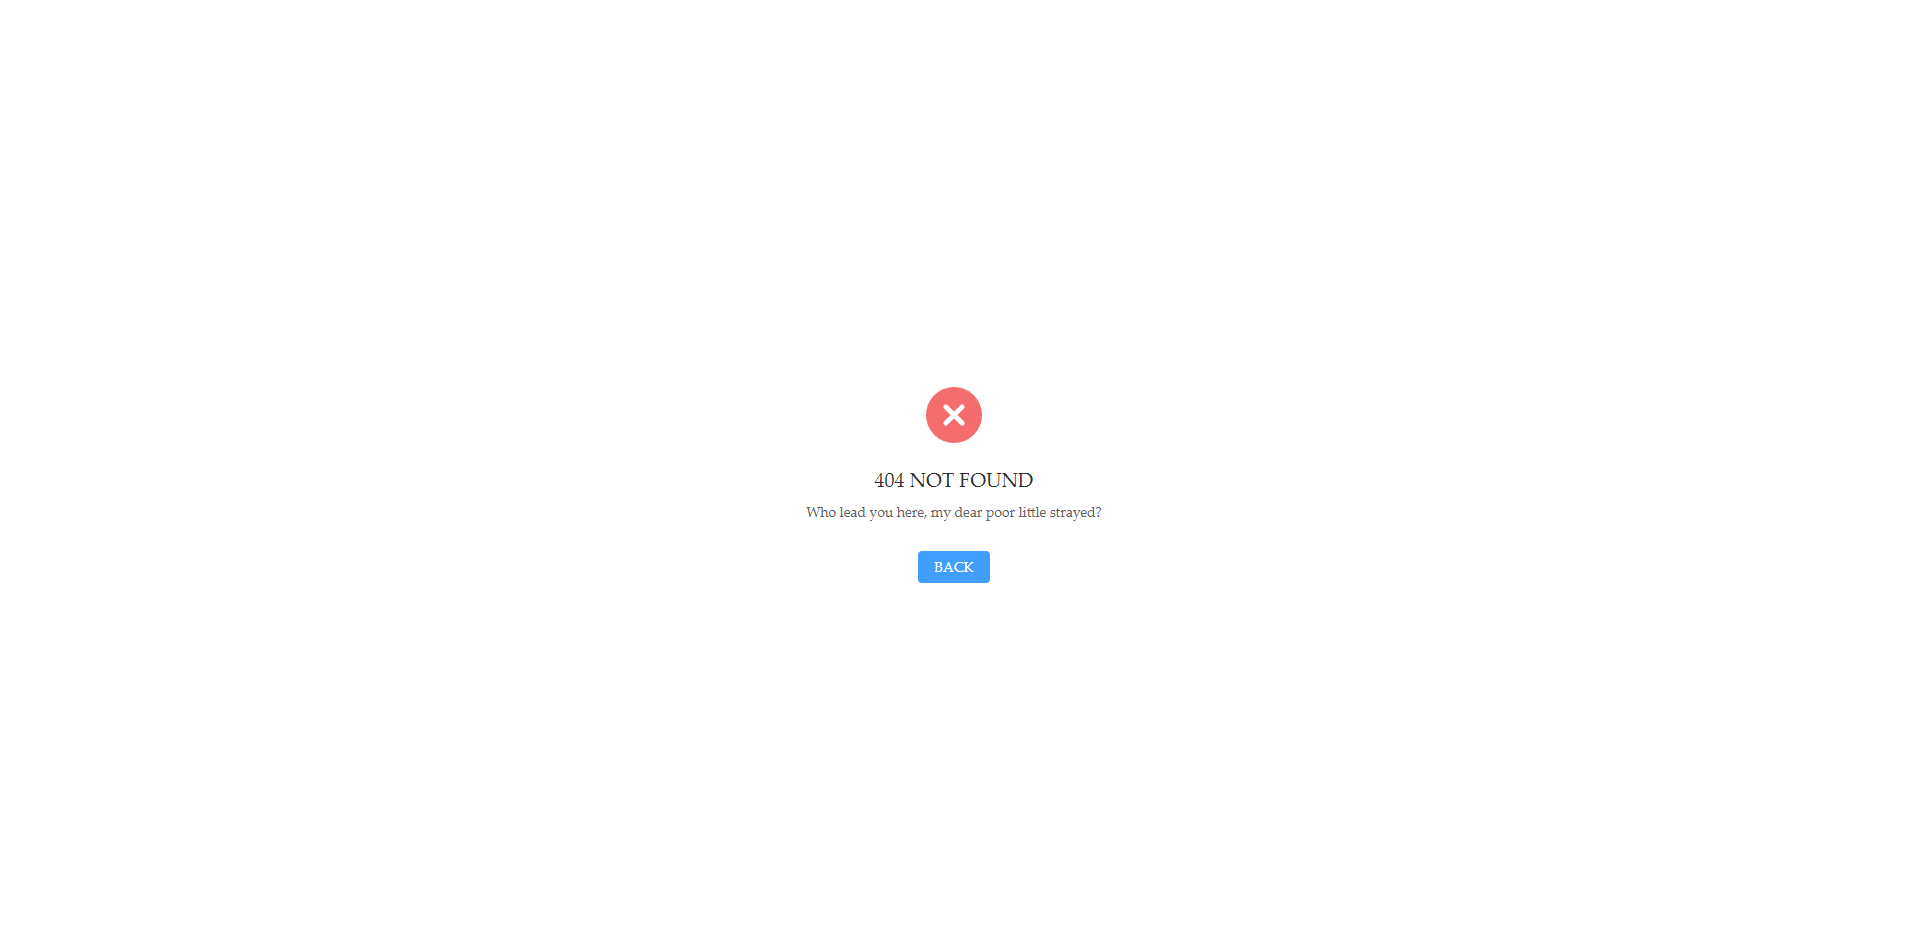 404 NOT FOUND
Who lead you here, my dear poor little strayed?
BACK